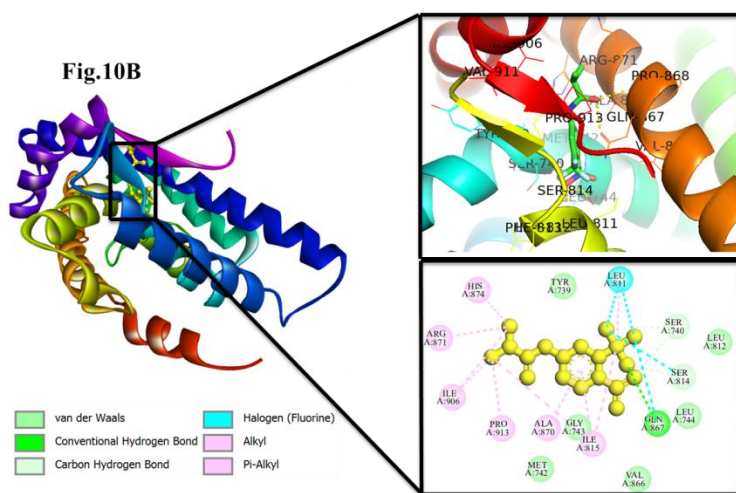 Fig.10B
VAL-911
ARG-871
PRO-868
PRO-913
SER-740
SER-814
LEU-811
HIS
A:874
TYR
A:739
LEU
A:811
SER
A:740
LEU
A:812
ARG
A:871
SER
A:814
ILE
A:906
PRO
A:913
ALA
A:870
GLY
A:743
ILE
A:815
GLN
A:867
LEU
A:744
MET
A:742
VAL
A:866
van der Waals
Conventional Hydrogen Bond
Carbon Hydrogen Bond
Halogen (Fluorine)
Alkyl
Pi-Alkyl